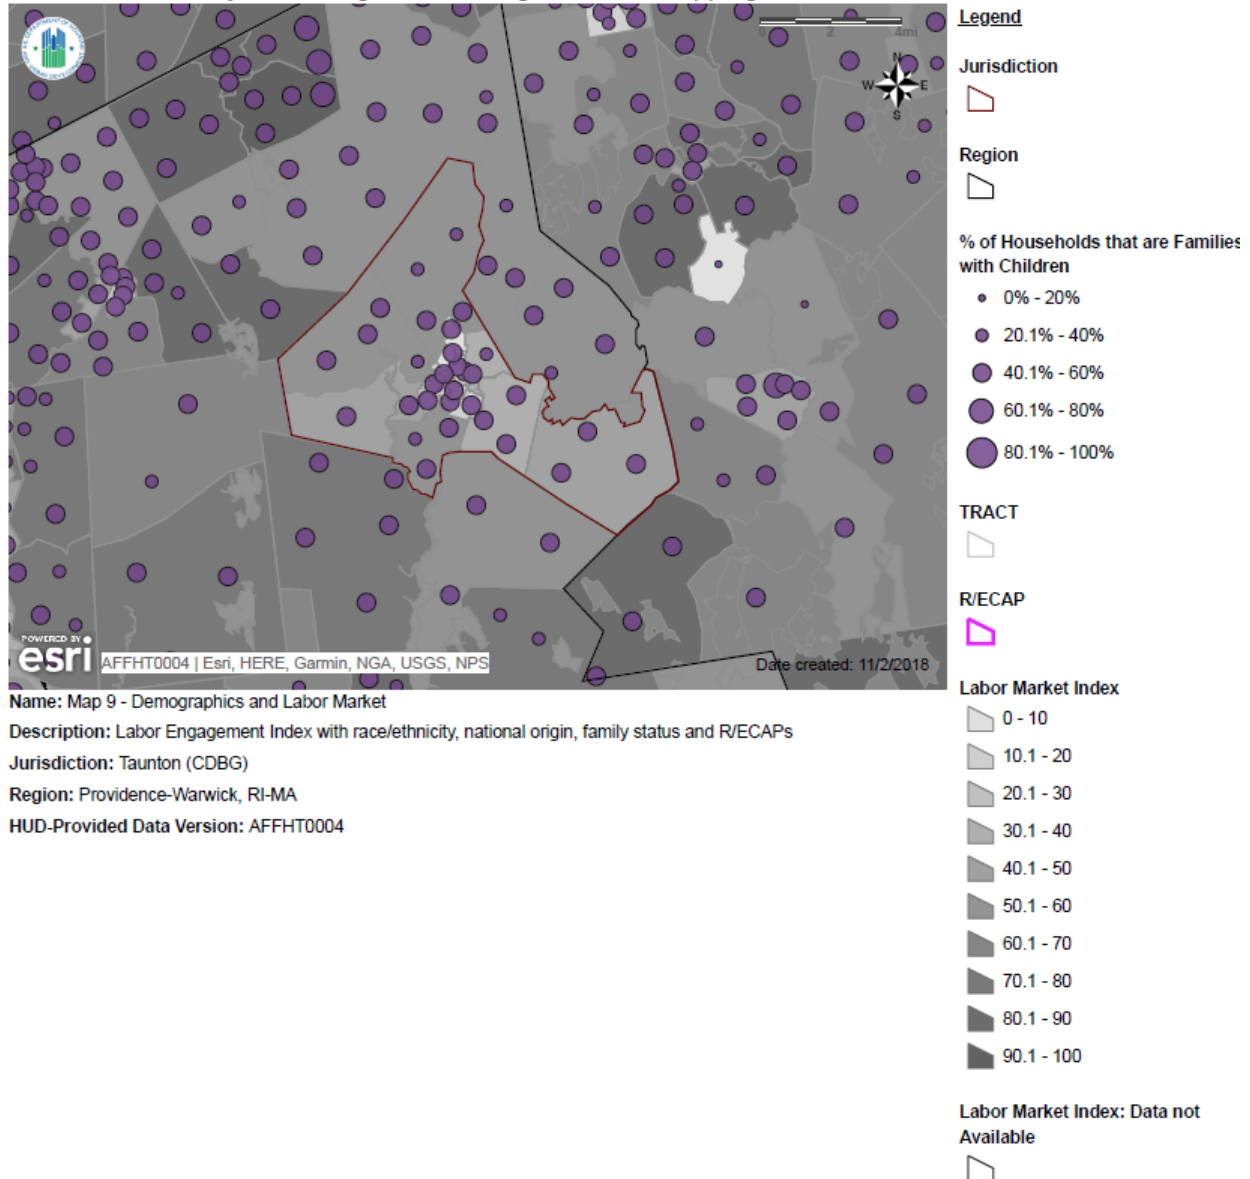 2
4mi
N
W
E
S
POWERED BY
esri
AFFHT0004 | Esri, HERE, Garmin, NGA, USGS, NPS
Date created: 11/2/2018
Name: Map 9 - Demographics and Labor Market
Description: Labor Engagement Index with race/ethnicity, national origin, family status and R/ECAPs
Jurisdiction: Taunton (CDBG)
Region: Providence-Warwick, RI-MA
HUD-Provided Data Version: AFFHT0004
Legend
Jurisdiction
Region
% of Households that are Families
with Children
0% - 20%
20.1% - 40%
40.1% - 60%
60.1% - 80%
80.1% - 100%
TRACT
R/ECAP
Labor Market Index
0 - 10
10.1 - 20
20.1 - 30
30.1 - 40
40.1 - 50
50.1 - 60
60.1 - 70
70.1 - 80
80.1 - 90
90.1 - 100
Labor Market Index: Data not
Available